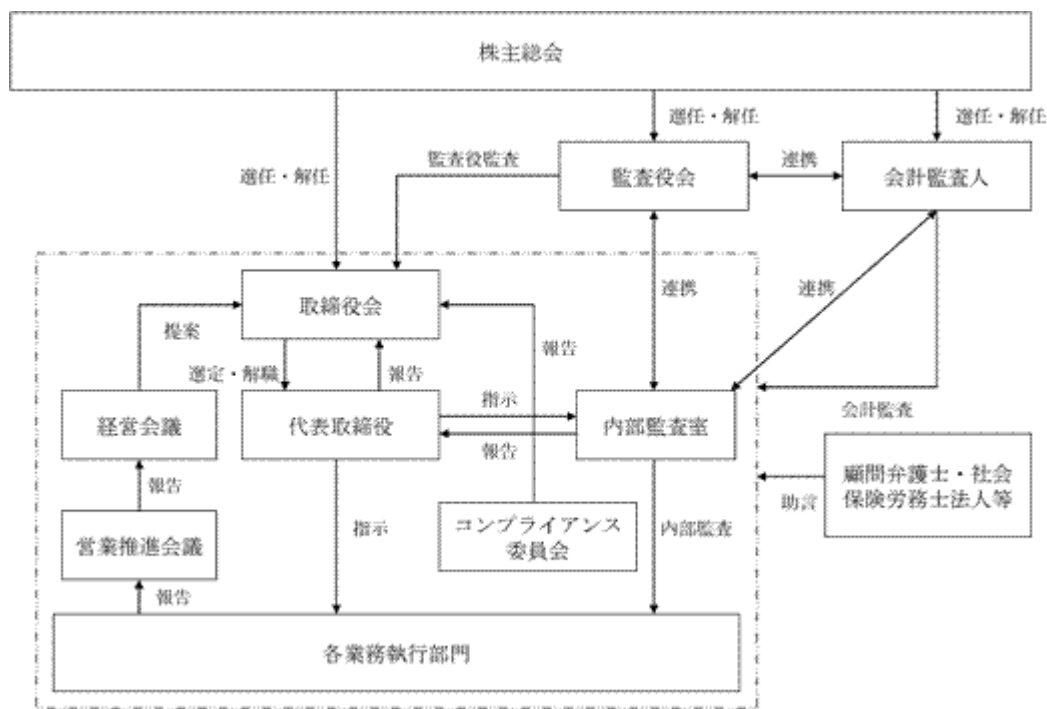 株主総会
選任・解任
選任・解任
選任・解任
監査役監査
監査役会
連携
会計監査人
取締役会
連携
連携
提案
選定・解職
報告
報告
経営会議
代表取締役
指示
報告
内部監査室
会計監査
報告
営業推進会議
指示
コンプライアンス
委員会
内部監査
助言
顧問弁護士・社会
保険労務士法人等
報告
各業務執行部門